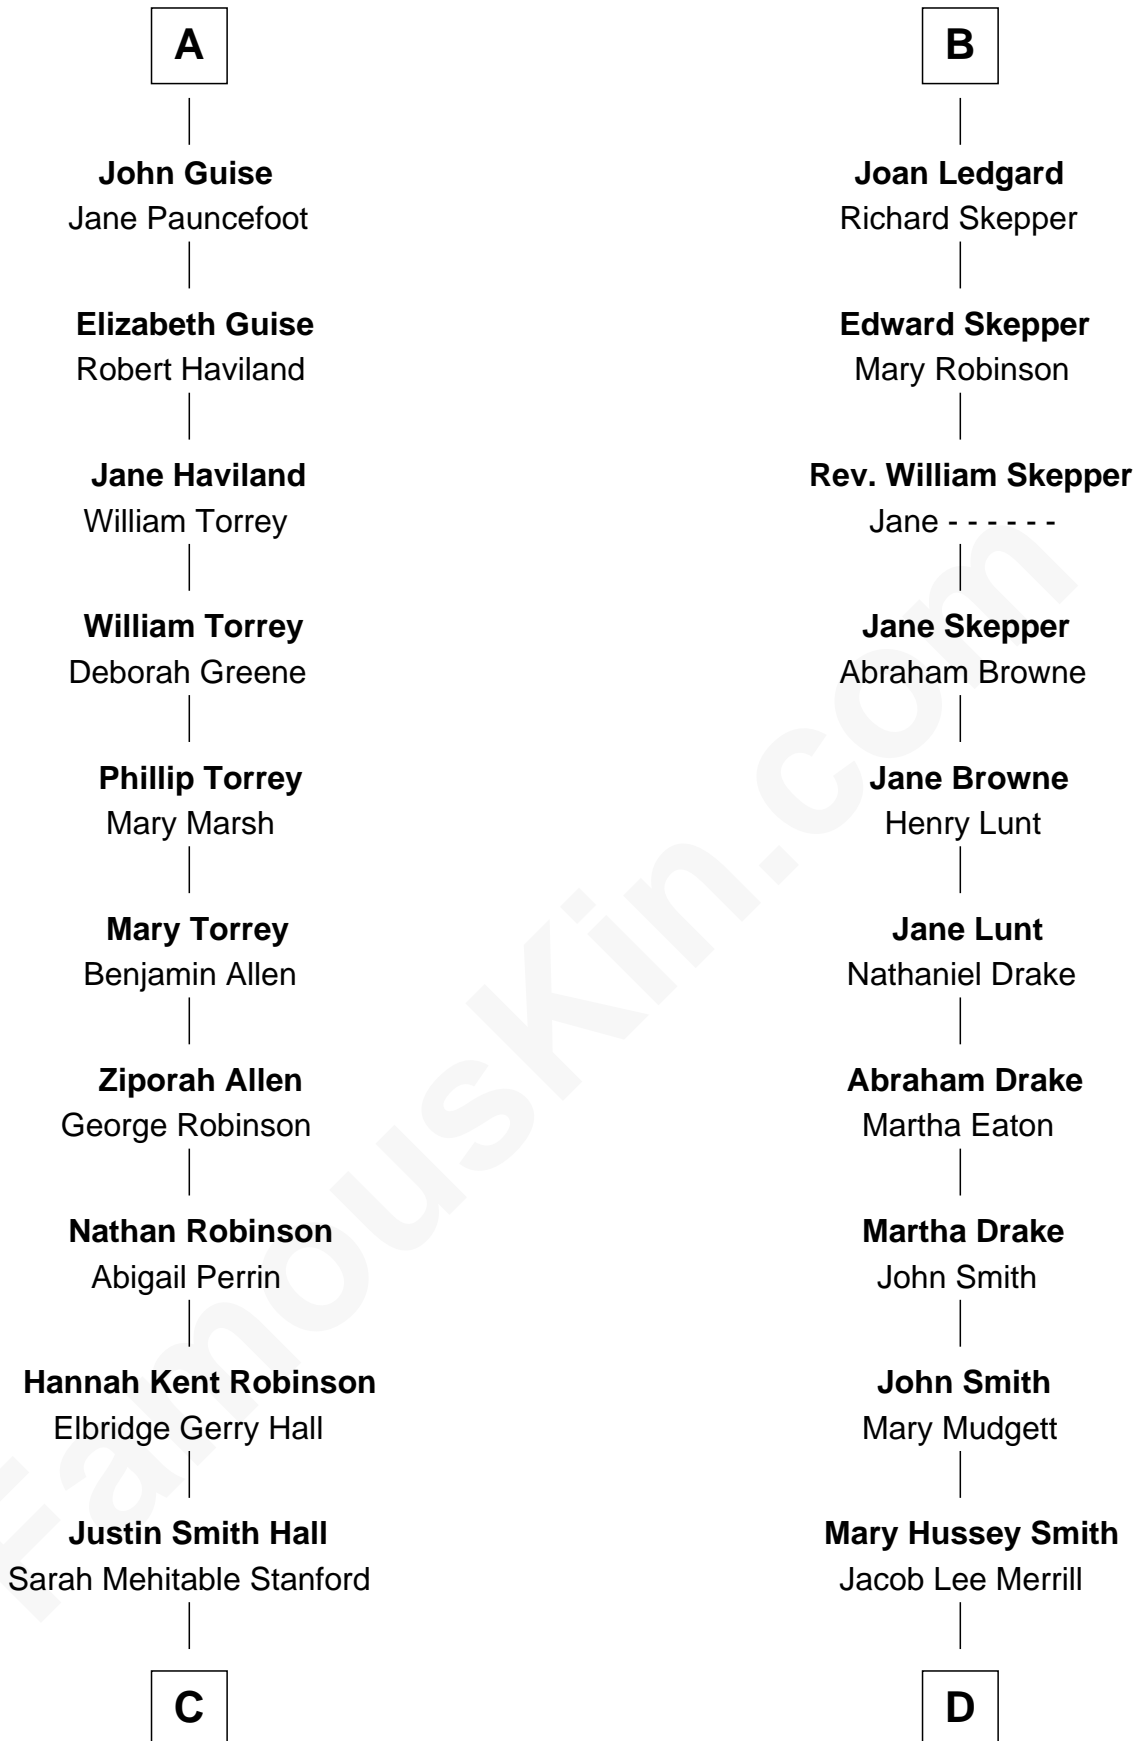 A
John Guise
Jane Pauncefoot
Elizabeth Guise
Robert Haviland
Jane Haviland
William Torrey
William Torrey
Deborah Greene
Phillip Torrey
Mary Marsh
Mary Torrey
Benjamin Allen
Ziporah Allen
George Robinson
Nathan Robinson
Abigail Perrin
Hannah Kent Robinson
Elbridge Gerry Hall
Justin Smith Hall
Sarah Mehitable Stanford
C
B
Joan Ledgard
Richard Skepper
Edward Skepper
Mary Robinson
Rev. William Skepper
Jane - - - - - -
Jane Skepper
Abraham Browne
Jane Browne
Henry Lunt
Jane Lunt
Nathaniel Drake
Abraham Drake
Martha Eaton
Martha Drake
John Smith
John Smith
Mary Mudgett
Mary Hussey Smith
Jacob Lee Merrill
D
FamousKin.com